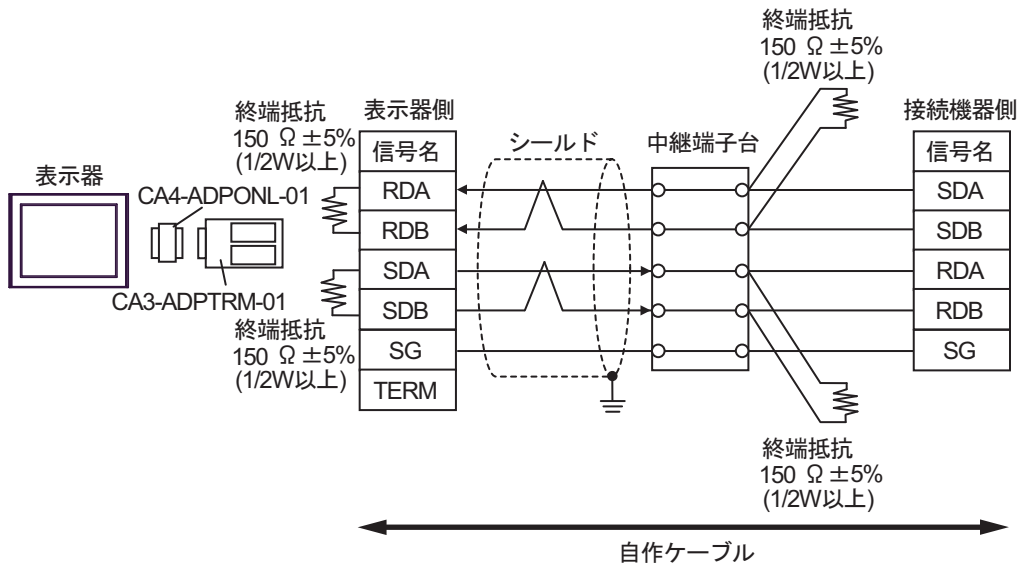 終端抵抗
150 Ω ±5%
(1/2W以上)
終端抵抗
150 Ω ±5%
(1/2W以上)
表示器側
シールド
中継端子台
接続機器側
表示器
CA4-ADPONL-01
CA3-ADPTRM-01
信号名
RDA
RDB
SDA
SDB
SG
TERM
信号名
SDA
SDB
RDA
RDB
SG
終端抵抗
150 Ω ±5%
(1/2W以上)
終端抵抗
150 Ω ±5%
(1/2W以上)
自作ケーブル